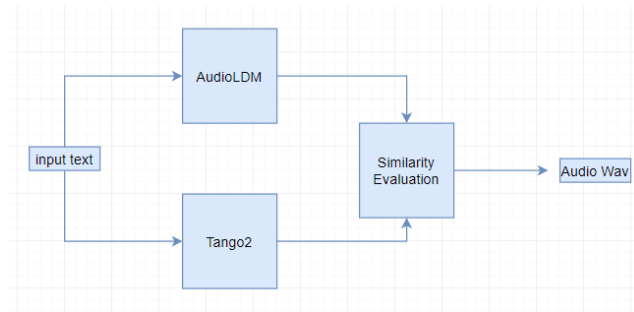 AudioLDM
input text
Similarity
Evaluation
Audio Wav
Tango2